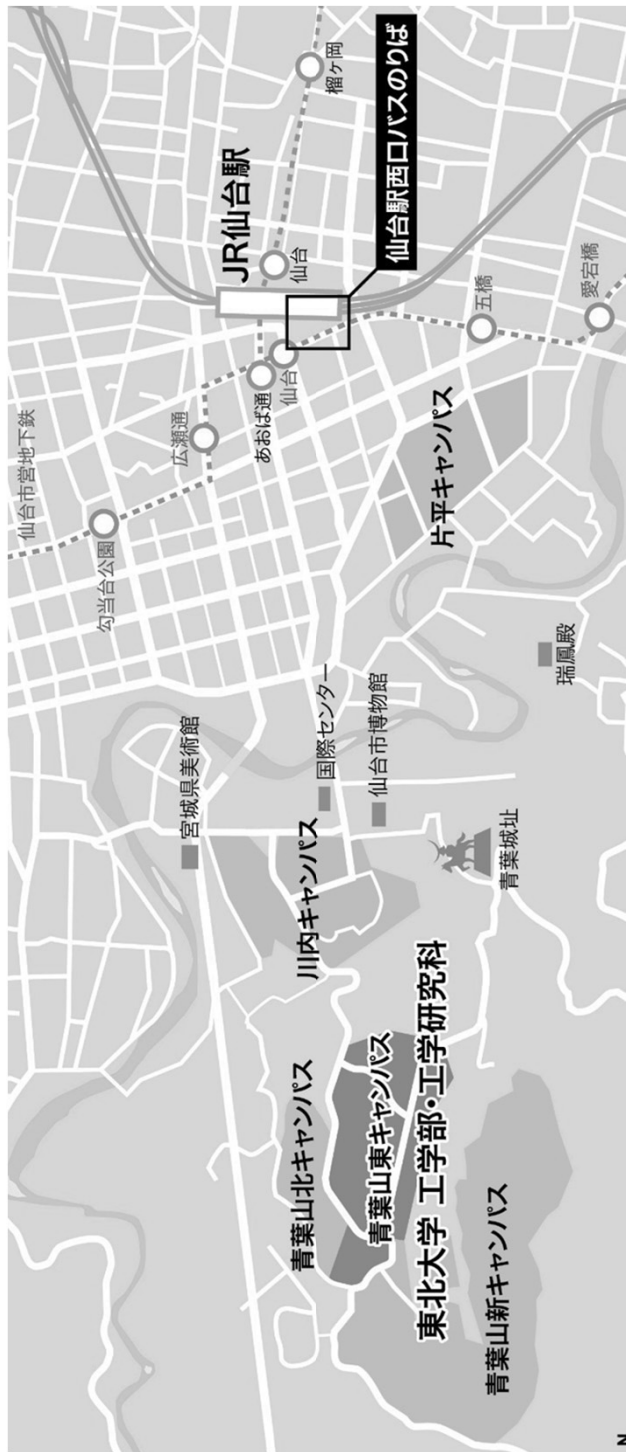 仙台市営地下鉄
勾当台公園
広瀬通
あおば通
仙台
仙台
JR仙台駅
榴ヶ岡
仙台駅西口バスのりば
五橋
愛宕橋
片平キャンパス
瑞鳳殿
宮城県美術館
国際センター
仙台市博物館
川内キャンパス
青葉城址
青葉山北キャンパス
青葉山東キャンパス
東北大学 工学部・工学研究科
青葉山新キャンパス
N